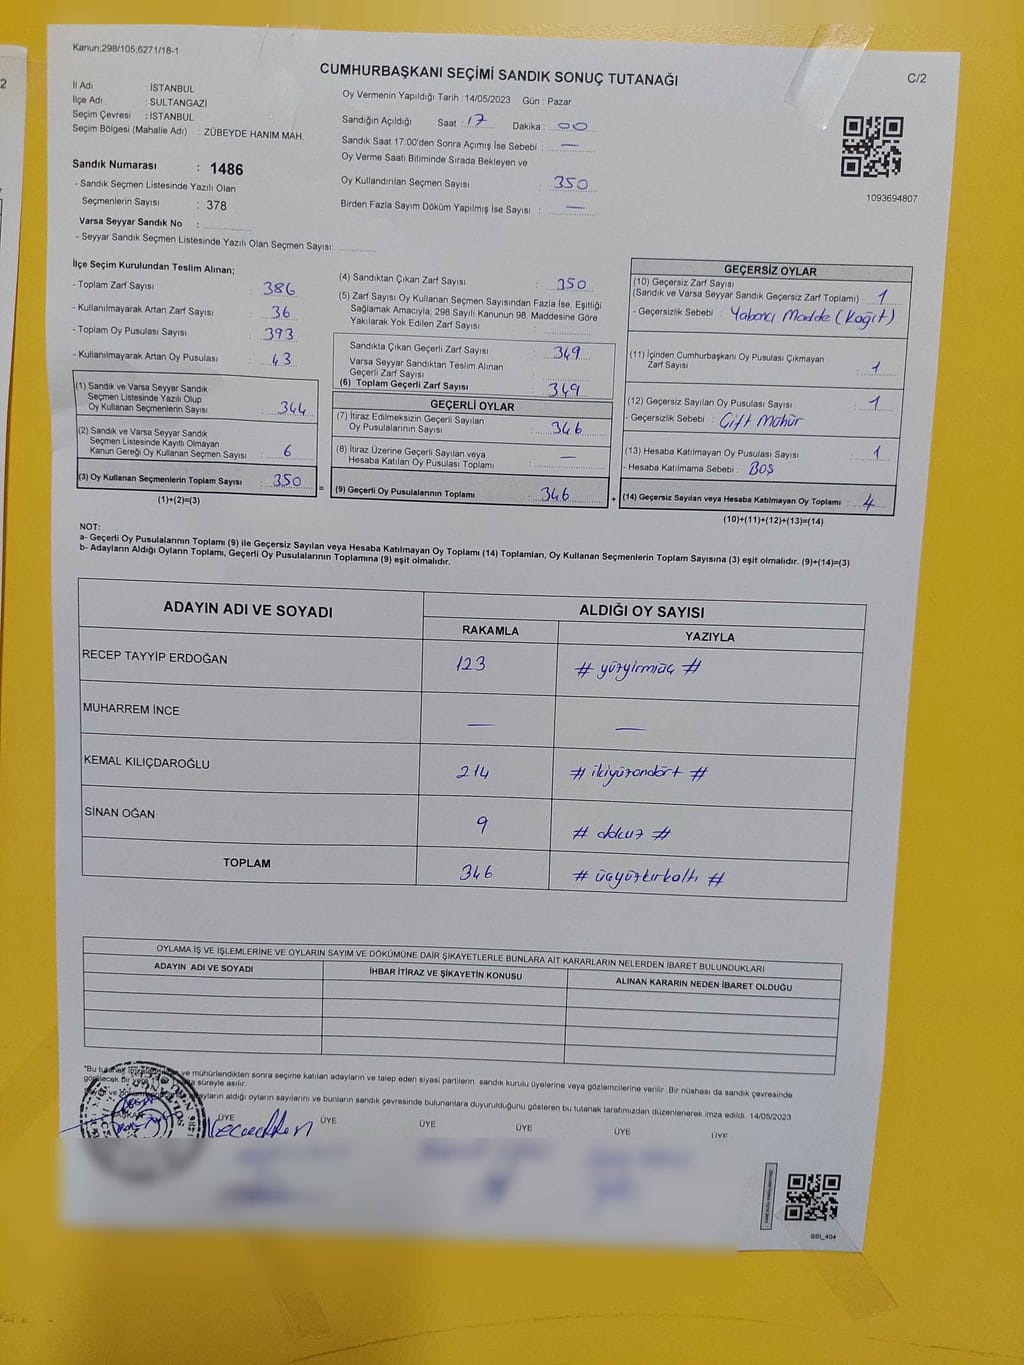 Kanun;298/105;6271/18-1
CUMHURBAŞKANI SEÇİMİ SANDIK SONUÇ TUTANAĞI
C/2
İl Adı : İSTANBUL
İlçe Adı : SULTANGAZİ
Seçim Çevresi : İSTANBUL
Seçim Bölgesi (Mahalle Adı) : ZÜBEYDE HANIM MAH.
Sandık Numarası : 1486
- Sandık Seçmen Listesinde Yazılı Olan
Seçmenlerin Sayısı : 378
Varsa Seyyar Sandık No :
- Seyyar Sandık Seçmen Listesinde Yazılı Olan Seçmen Sayısı:
Oy Vermenin Yapıldığı Tarih : 14/05/2023 Gün : Pazar
Sandığın Açıldığı Saat : 17 Dakika : 00
Sandık Saat 17:00'den Sonra Açımış İse Sebebi : —
Oy Verme Saati Bitiminde Sırada Bekleyen ve
Oy Kullandırılan Seçmen Sayısı : 350
Birden Fazla Sayım Döküm Yapılmış İse Sayısı : —
1093694807
İlçe Seçim Kurulundan Teslim Alınan;
- Toplam Zarf Sayısı : 386
- Kullanılmayarak Artan Zarf Sayısı : 36
- Toplam Oy Pusulası Sayısı : 393
- Kullanılmayarak Artan Oy Pusulası : 43
(1) Sandık ve Varsa Seyyar Sandık
Seçmen Listesinde Yazılı Olup
Oy Kullanan Seçmenlerin Sayısı : 344
(2) Sandık ve Varsa Seyyar Sandık
Seçmen Listesinde Kayıtlı Olmayan
Kanun Gereği Oy Kullanan Seçmen Sayısı : 6
(3) Oy Kullanan Seçmenlerin Toplam Sayısı : 350
(1)+(2)=(3)
(4) Sandıktan Çıkan Zarf Sayısı : 350
(5) Zarf Sayısı Oy Kullanan Seçmen Sayısından Fazla İse, Eşitliği
Sağlamak Amacıyla, 298 Sayılı Kanunun 98. Maddesine Göre
Yakılarak Yok Edilen Zarf Sayısı :
Sandıkta Çıkan Geçerli Zarf Sayısı : 349
Varsa Seyyar Sandıktan Teslim Alınan
Geçerli Zarf Sayısı :
(6) Toplam Geçerli Zarf Sayısı : 349
GEÇERLİ OYLAR
(7) İtiraz Edilmeksizin Geçerli Sayılan
Oy Pusulalarının Sayısı : 346
(8) İtiraz Üzerine Geçerli Sayılan veya
Hesaba Katılan Oy Pusulası Toplamı : —
= (9) Geçerli Oy Pusulalarının Toplamı : 346
GEÇERSİZ OYLAR
(10) Geçersiz Zarf Sayısı
(Sandık ve Varsa Seyyar Sandık Geçersiz Zarf Toplamı) : 1
- Geçersizlik Sebebi : Yabancı Madde (Kağıt)
(11) İçinden Cumhurbaşkanı Oy Pusulası Çıkmayan
Zarf Sayısı : 1
(12) Geçersiz Sayılan Oy Pusulası Sayısı : 1
- Geçersizlik Sebebi : Çift Mühür
(13) Hesaba Katılmayan Oy Pusulası Sayısı : 1
- Hesaba Katılmama Sebebi : BOŞ
+ (14) Geçersiz Sayılan veya Hesaba Katılmayan Oy Toplamı : 4
(10)+(11)+(12)+(13)=(14)
NOT:
a- Geçerli Oy Pusulalarının Toplamı (9) ile Geçersiz Sayılan veya Hesaba Katılmayan Oy Toplamı (14) Toplamları, Oy Kullanan Seçmenlerin Toplam Sayısına (3) eşit olmalıdır. (9)+(14)=(3)
b- Adayların Aldığı Oyların Toplamı, Geçerli Oy Pusulalarının Toplamına (9) eşit olmalıdır.
ADAYIN ADI VE SOYADI
ALDIĞI OY SAYISI
RAKAMLA YAZIYLA
RECEP TAYYİP ERDOĞAN 123 # yüzyirmiüç #
MUHARREM İNCE — —
KEMAL KILIÇDAROĞLU 214 # ikiyüzondört #
SİNAN OĞAN 9 # dokuz #
TOPLAM 346 # üçyüzkırkaltı #
OYLAMA İŞ VE İŞLEMLERİNE VE OYLARIN SAYIM VE DÖKÜMÜNE DAİR ŞİKAYETLERLE BUNLARA AİT KARARLARIN NELERDEN İBARET BULUNDUKLARI
ADAYIN ADI VE SOYADI
İHBAR İTİRAZ VE ŞİKAYETİN KONUSU
ALINAN KARARIN NEDEN İBARET OLDUĞU
"Bu ve mühürlendikten sonra seçime katılan adayların ve talep eden siyasi partilerin sandık kurulu üyelerine veya gözlemcilerine verilir. Bir nüshası da sandık çevresinde
süreyle asılır.
aldığı oyların sayılarını ve bunların sandık çevresinde bulunanlara duyurulduğunu gösteren bu tutanak tarafımızdan düzenlenerek imza edildi. 14/05/2023
ÜYE ÜYE ÜYE ÜYE ÜYE ÜYE
SSI_404